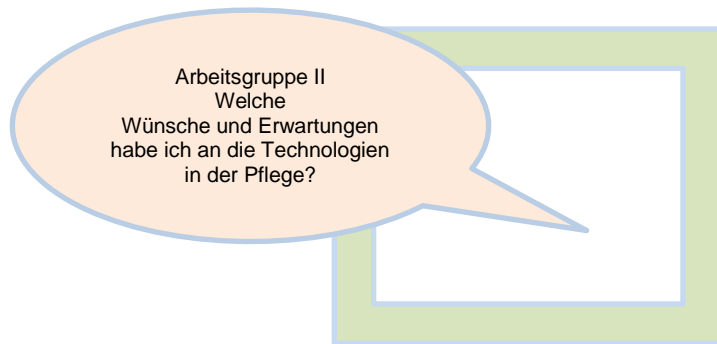 Arbeitsgruppe II
Welche
Wünsche und Erwartungen
habe ich an die Technologien
in der Pflege?